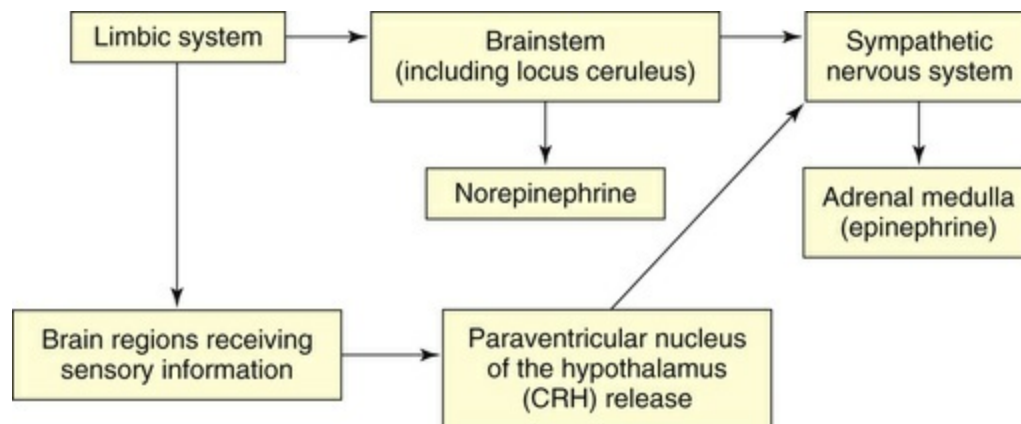 Limbic system
Brainstem
(including locus ceruleus)
Sympathetic
nervous system
Norepinephrine
Adrenal medulla
(epinephrine)
Brain regions receiving
sensory information
Paraventricular nucleus
of the hypothalamus
(CRH) release